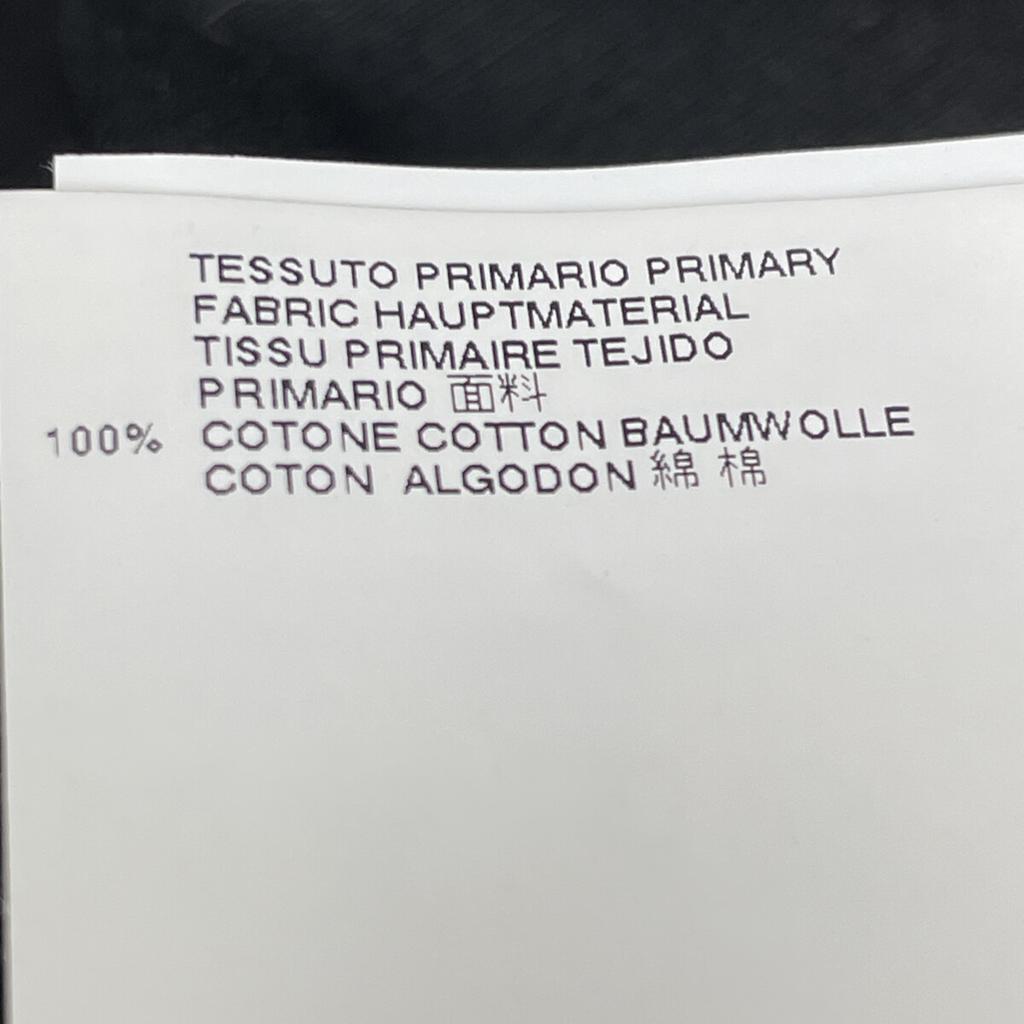 TESSUTO PRIMARIO PRIMARY
FABRIC HAUPTMATERIAL
TISSU PRIMAIRE TEJIDO
PRIMARIO 面料
100% COTONE COTTON BAUMWOLLE
COTON ALGODON 綿 棉